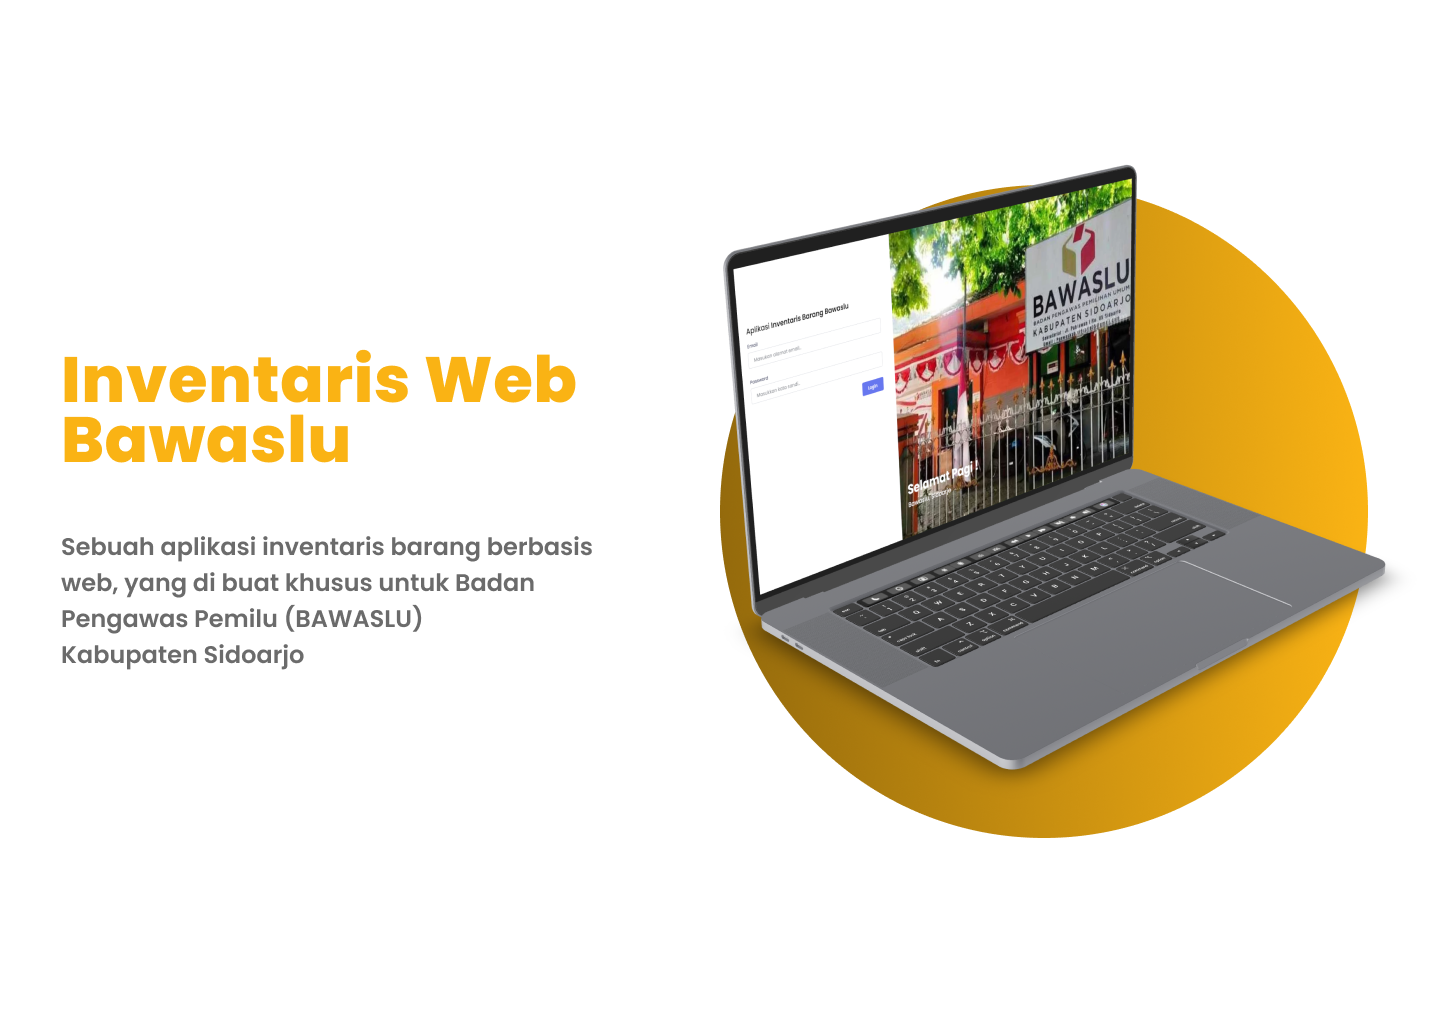 Inventaris Web
Bawaslu
Sebuah aplikasi inventaris barang berbasis
web, yang di buat khusus untuk Badan
Pengawas Pemilu (BAWASLU)
Kabupaten Sidoarjo
Aplikasi Inventaris Barang Bawaslu
Email
Masukan alamat email..
Password
Masukkan kata sandi..
Login
BAWASLU
BADAN PENGAWAS PEMILIHAN UMUM
KABUPATEN SIDOARJO
Selamat Pagi !
Bawaslu Sidoarjo